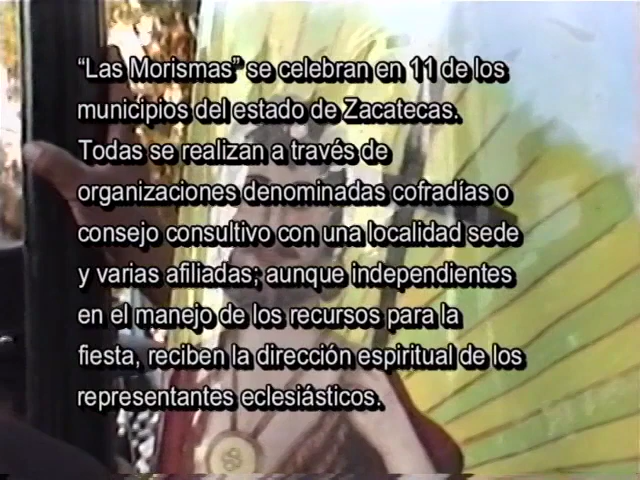 “Las Morismas” se celebran en 11 de los
municipios del estado de Zacatecas.
Todas se realizan a través de
organizaciones denominadas cofradías o
consejo consultivo con una localidad sede
y varias afiliadas; aunque independientes
en el manejo de los recursos para la
fiesta, reciben la dirección espiritual de los
representantes eclesiásticos.